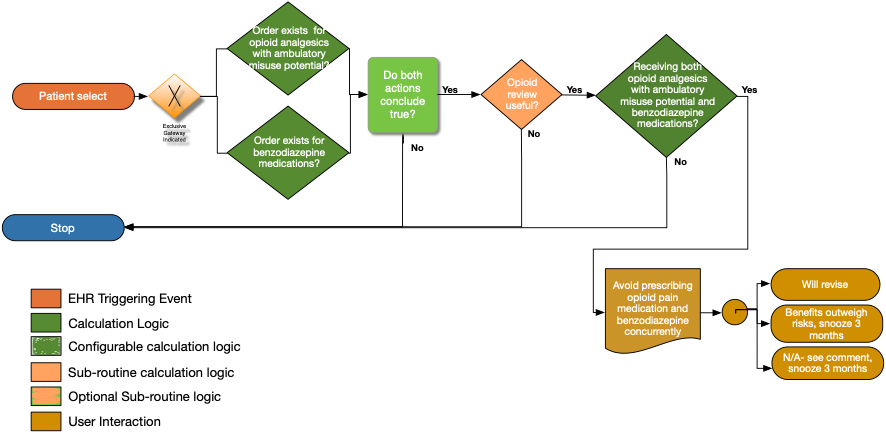 Order exists for
opioid analgesics
with ambulatory
misuse potential?
Patient select
Exclusive
Gateway
Indicated
Order exists for
benzodiazepine
medications?
Do both
actions
conclude
true?
Yes
No
Opioid
review
useful?
Yes
No
Receiving both
opioid analgesics
with ambulatory
misuse potential and
benzodiazepine
medications?
Yes
No
Stop
Avoid prescribing
opioid pain
medication and
benzodiazepine
concurrently
Will revise
Benefits outweigh
risks, snooze 3
months
N/A- see comment,
snooze 3 months
EHR Triggering Event
Calculation Logic
Configurable calculation logic
Sub-routine calculation logic
Optional Sub-routine logic
User Interaction